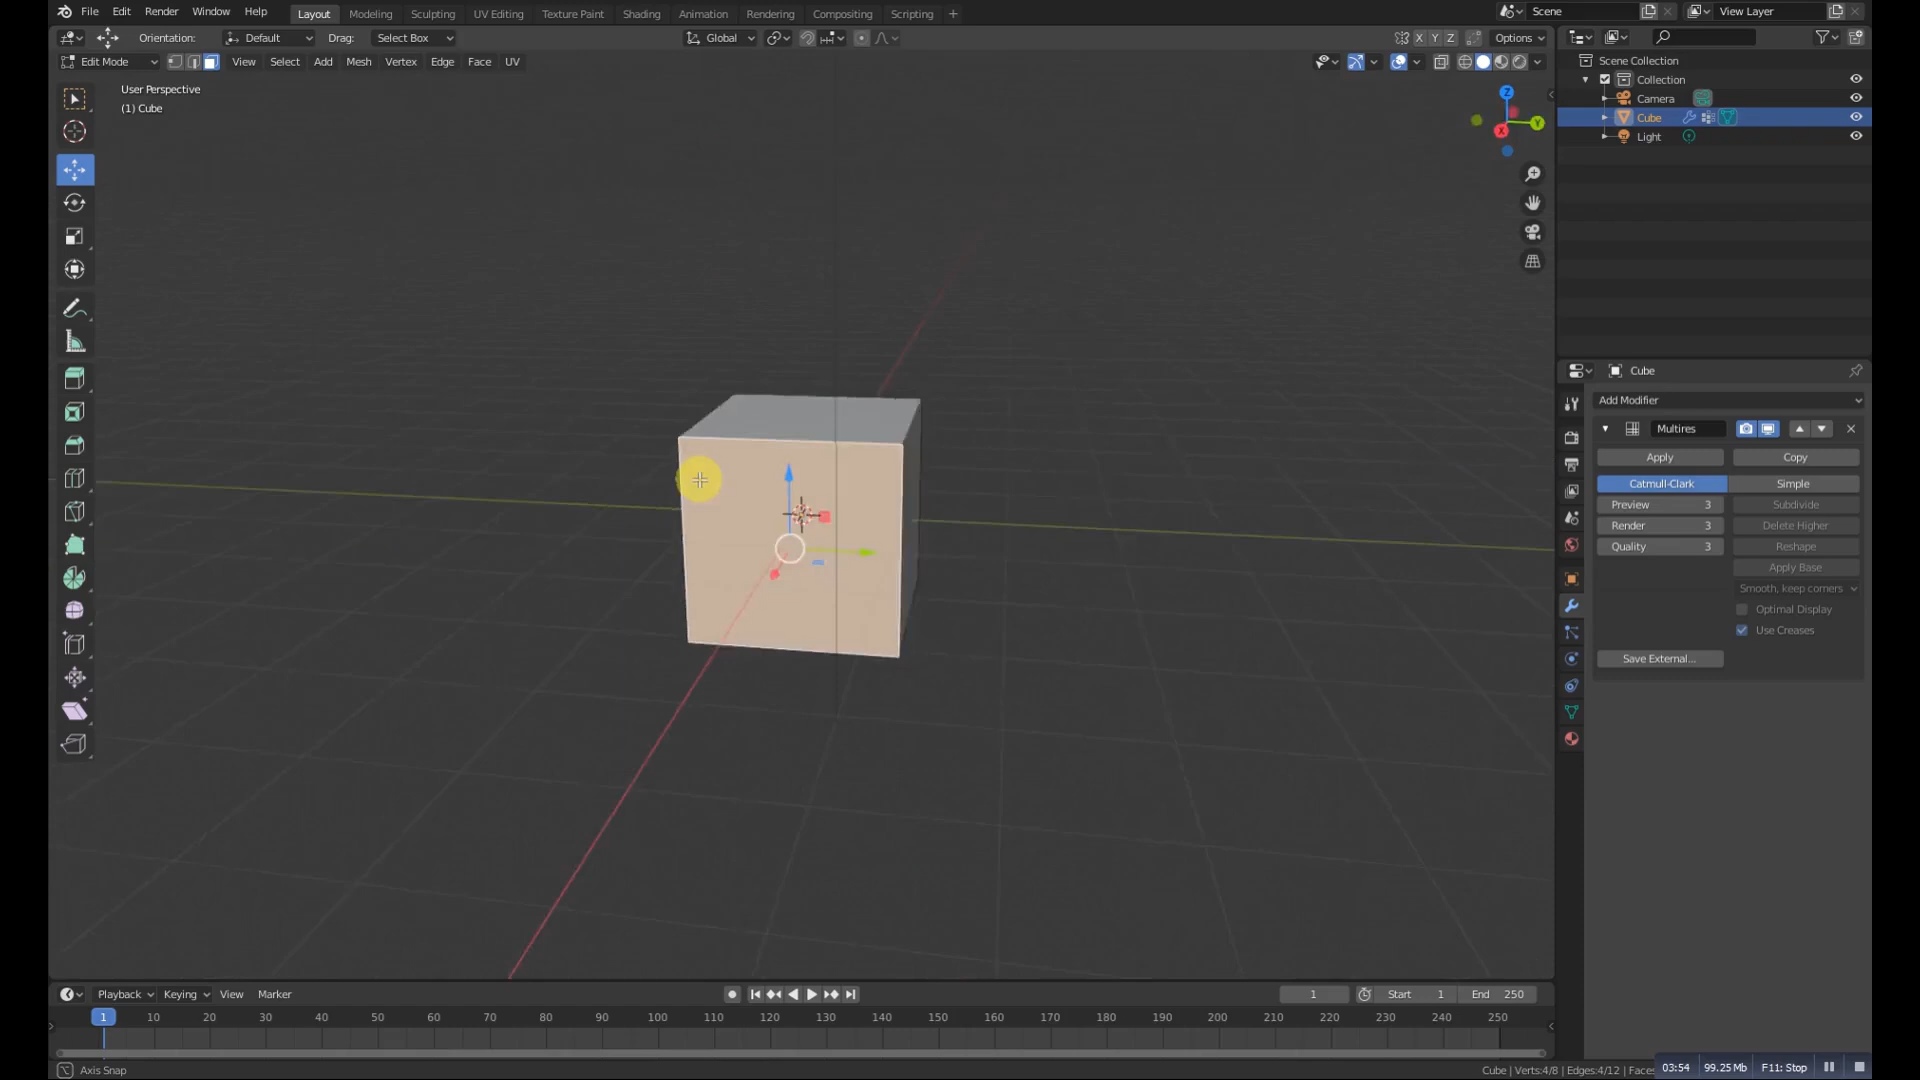 File Edit Render Window Help Layout Modeling Sculpting UV Editing Texture Paint Shading Animation Rendering Compositing Scripting + Scene View Layer
Orientation: Default Drag: Select Box Global X Y Z Options
Edit Mode View Select Add Mesh Vertex Edge Face UV
User Perspective
(1) Cube
Z
Y
X
Scene Collection
Collection
Camera
Cube
Light
Cube
Add Modifier
Multires
Apply Copy
Catmull-Clark Simple
Preview 3 Subdivide
Render 3 Delete Higher
Quality 3 Reshape
Apply Base
Smooth, keep corners
Optimal Display
Use Creases
Save External...
Playback Keying View Marker 1 Start 1 End 250
1 10 20 30 40 50 60 70 80 90 100 110 120 130 140 150 160 170 180 190 200 210 220 230 240 250
Axis Snap Cube | Verts:4/8 | Edges:4/12 | Faces 03:54 99.25 Mb F11: Stop